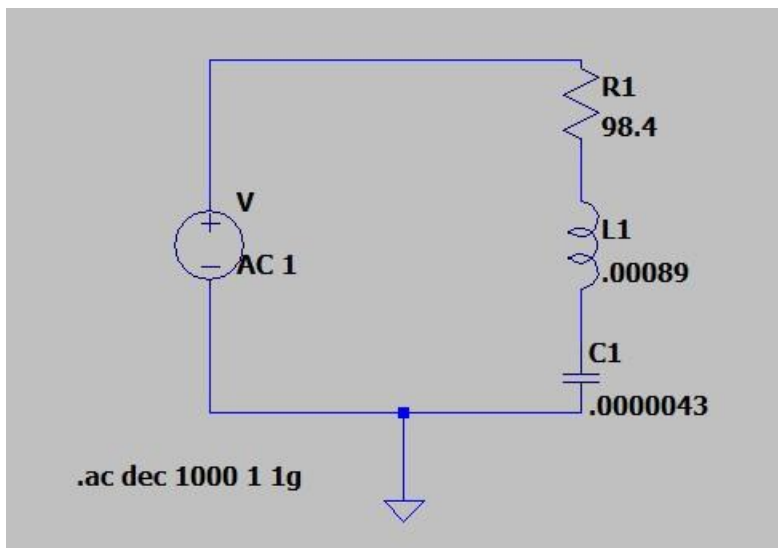 R1
98.4
V
AC 1
L1
.00089
C1
.0000043
.ac dec 1000 1 1g